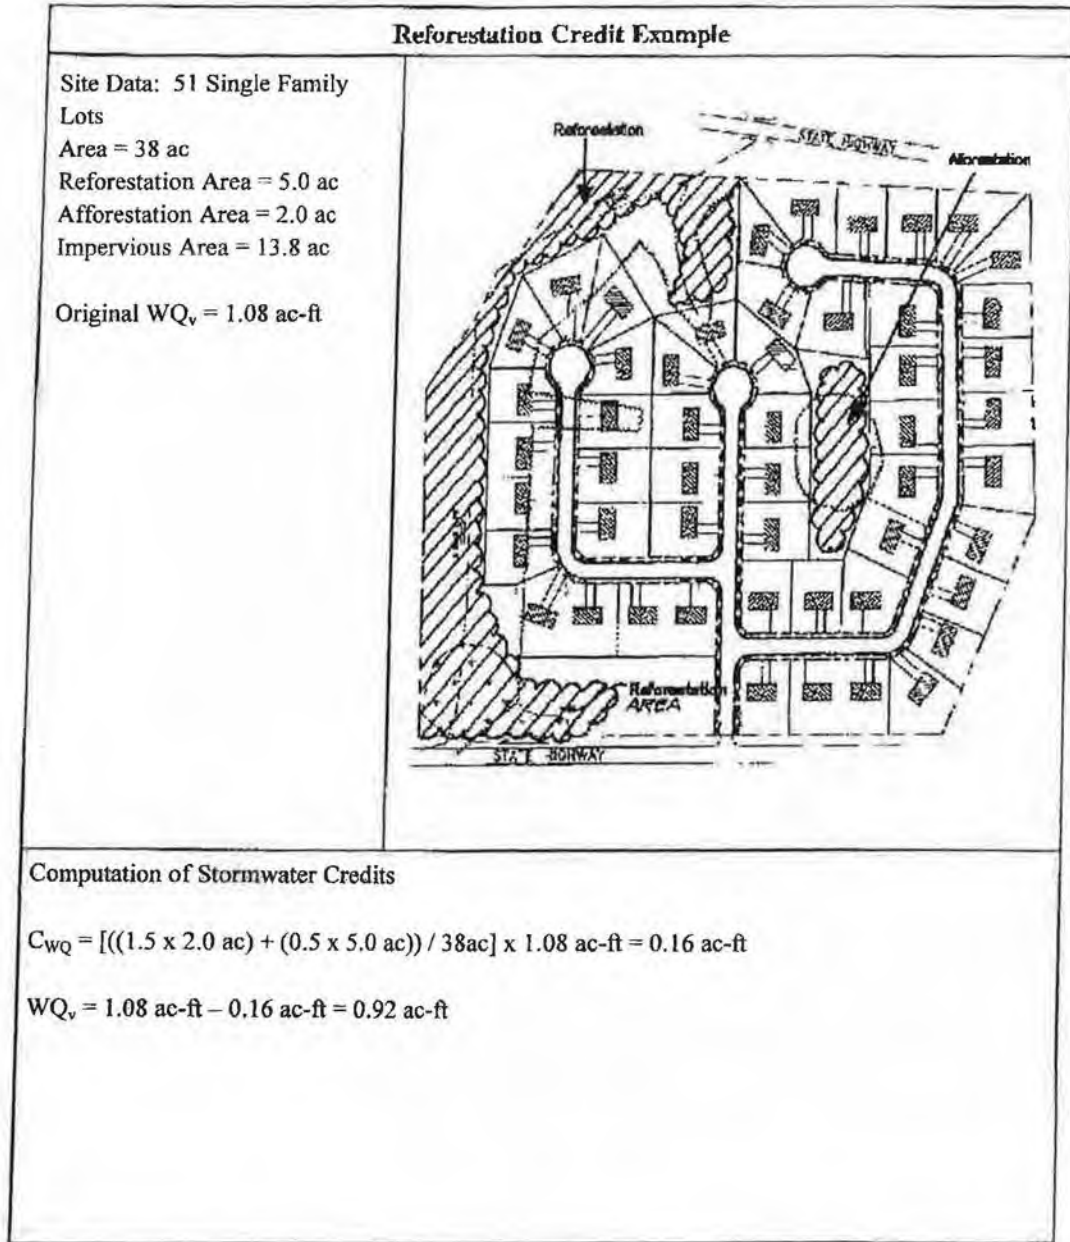 Reforestation Credit Example
Site Data: 51 Single Family
Lots
Area = 38 ac
Reforestation Area = 5.0 ac
Afforestation Area = 2.0 ac
Impervious Area = 13.8 ac
Original WQᵥ = 1.08 ac-ft
Reforestation
STATE HIGHWAY
Afforestation
Reforestation
AREA
STATE HIGHWAY
Computation of Stormwater Credits
C_WQ = [((1.5 x 2.0 ac) + (0.5 x 5.0 ac)) / 38ac] x 1.08 ac-ft = 0.16 ac-ft
WQᵥ = 1.08 ac-ft – 0.16 ac-ft = 0.92 ac-ft